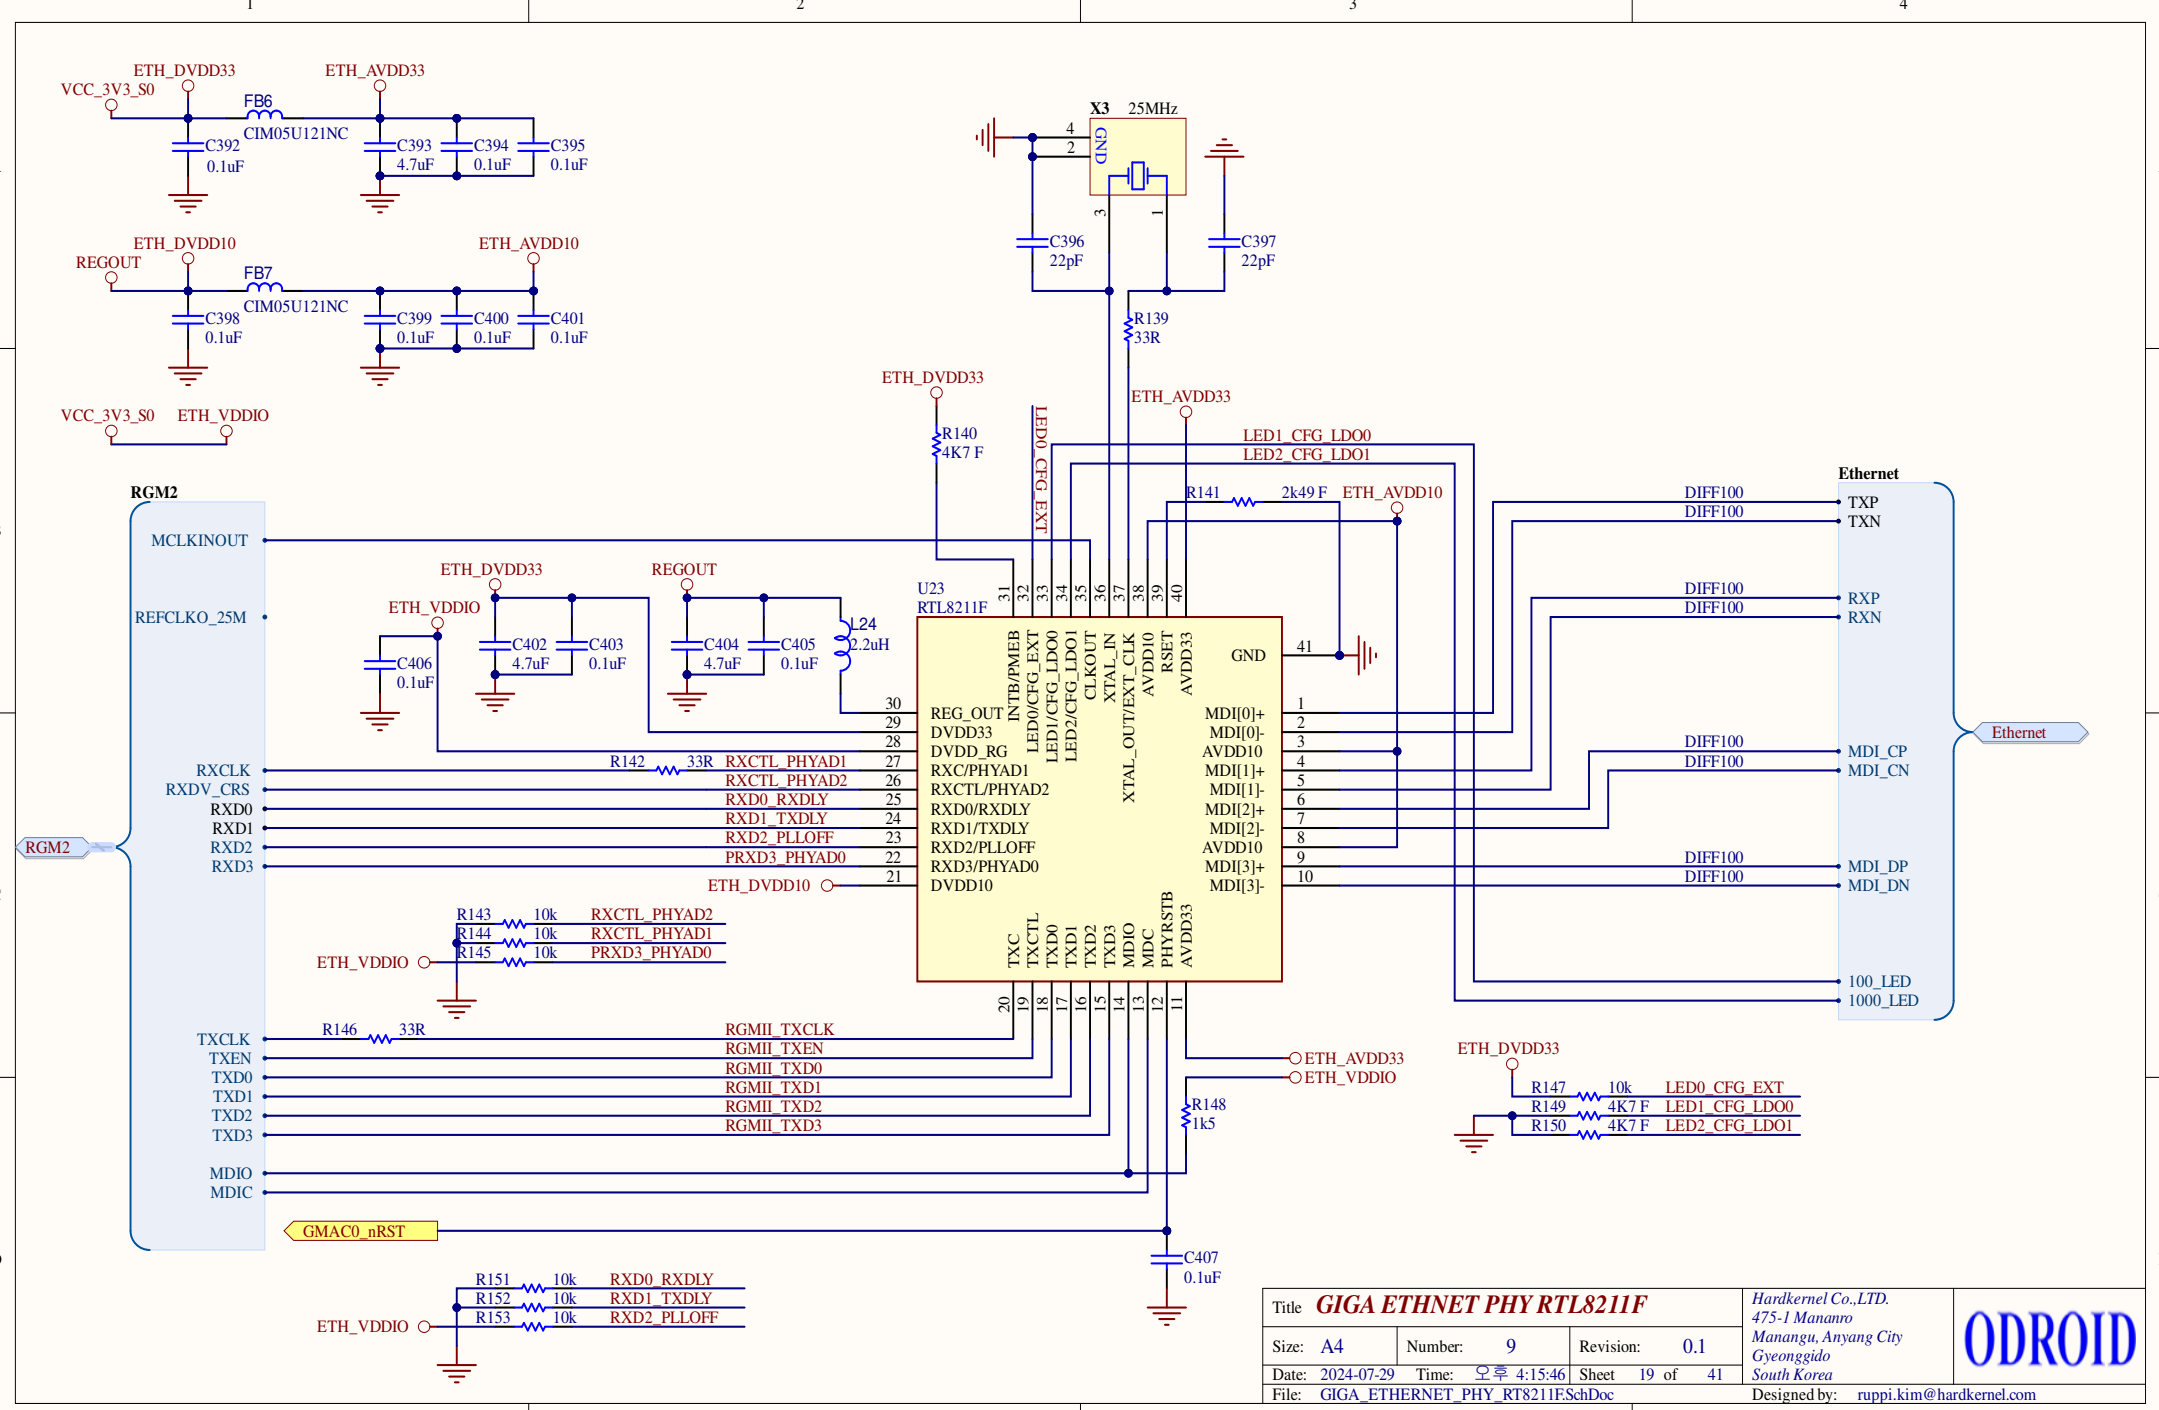 1
2
3
4
ETH_DVDD33
ETH_AVDD33
VCC_3V3_S0
FB6
CIM05U121NC
C392
0.1uF
C393
4.7uF
C394
0.1uF
C395
0.1uF
ETH_DVDD10
ETH_AVDD10
REGOUT
FB7
CIM05U121NC
C398
0.1uF
C399
0.1uF
C400
0.1uF
C401
0.1uF
VCC_3V3_S0
ETH_VDDIO
X3 25MHz
4
2
GND
3
1
C396
22pF
C397
22pF
R139
33R
ETH_DVDD33
R140
4K7 F
LED0_CFG_EXT
ETH_AVDD33
LED1_CFG_LDO0
LED2_CFG_LDO1
R141
2k49 F
ETH_AVDD10
RGM2
MCLKINOUT
REFCLKO_25M
RXCLK
RXDV_CRS
RXD0
RXD1
RXD2
RXD3
TXCLK
TXEN
TXD0
TXD1
TXD2
TXD3
MDIO
MDIC
RGM2
ETH_DVDD33
ETH_VDDIO
C406
0.1uF
C402
4.7uF
C403
0.1uF
REGOUT
C404
4.7uF
C405
0.1uF
L24
2.2uH
R142
33R
RXCTL_PHYAD1
RXCTL_PHYAD2
RXD0_RXDLY
RXD1_TXDLY
RXD2_PLLOFF
PRXD3_PHYAD0
ETH_DVDD10
U23
RTL8211F
31
32
33
34
35
36
37
38
39
40
INTB/PMEB
LED0/CFG_EXT
LED1/CFG_LDO0
LED2/CFG_LDO1
CLKOUT
XTAL_IN
XTAL_OUT/EXT_CLK
AVDD10
RSET
AVDD33
30 REG_OUT
29 DVDD33
28 DVDD_RG
27 RXC/PHYAD1
26 RXCTL/PHYAD2
25 RXD0/RXDLY
24 RXD1/TXDLY
23 RXD2/PLLOFF
22 RXD3/PHYAD0
21 DVDD10
GND 41
MDI[0]+ 1
MDI[0]- 2
AVDD10 3
MDI[1]+ 4
MDI[1]- 5
MDI[2]+ 6
MDI[2]- 7
AVDD10 8
MDI[3]+ 9
MDI[3]- 10
TXC
TXCTL
TXD0
TXD1
TXD2
TXD3
MDIO
MDC
PHYRSTB
AVDD33
20
19
18
17
16
15
14
13
12
11
Ethernet
DIFF100 TXP
DIFF100 TXN
DIFF100 RXP
DIFF100 RXN
DIFF100 MDI_CP
DIFF100 MDI_CN
DIFF100 MDI_DP
DIFF100 MDI_DN
100_LED
1000_LED
Ethernet
R143 10k RXCTL_PHYAD2
R144 10k RXCTL_PHYAD1
R145 10k PRXD3_PHYAD0
ETH_VDDIO
R146 33R
RGMII_TXCLK
RGMII_TXEN
RGMII_TXD0
RGMII_TXD1
RGMII_TXD2
RGMII_TXD3
ETH_AVDD33
ETH_VDDIO
R148
1k5
ETH_DVDD33
R147 10k LED0_CFG_EXT
R149 4K7 F LED1_CFG_LDO0
R150 4K7 F LED2_CFG_LDO1
GMAC0_nRST
C407
0.1uF
R151 10k RXD0_RXDLY
R152 10k RXD1_TXDLY
R153 10k RXD2_PLLOFF
ETH_VDDIO
Title GIGA ETHNET PHY RTL8211F
Size: A4 Number: 9 Revision: 0.1
Date: 2024-07-29 Time: 오후 4:15:46 Sheet 19 of 41
File: GIGA_ETHERNET_PHY_RT8211F.SchDoc
Hardkernel Co.,LTD.
475-1 Mananro
Manangu, Anyang City
Gyeonggido
South Korea
Designed by: ruppi.kim@hardkernel.com
ODROID